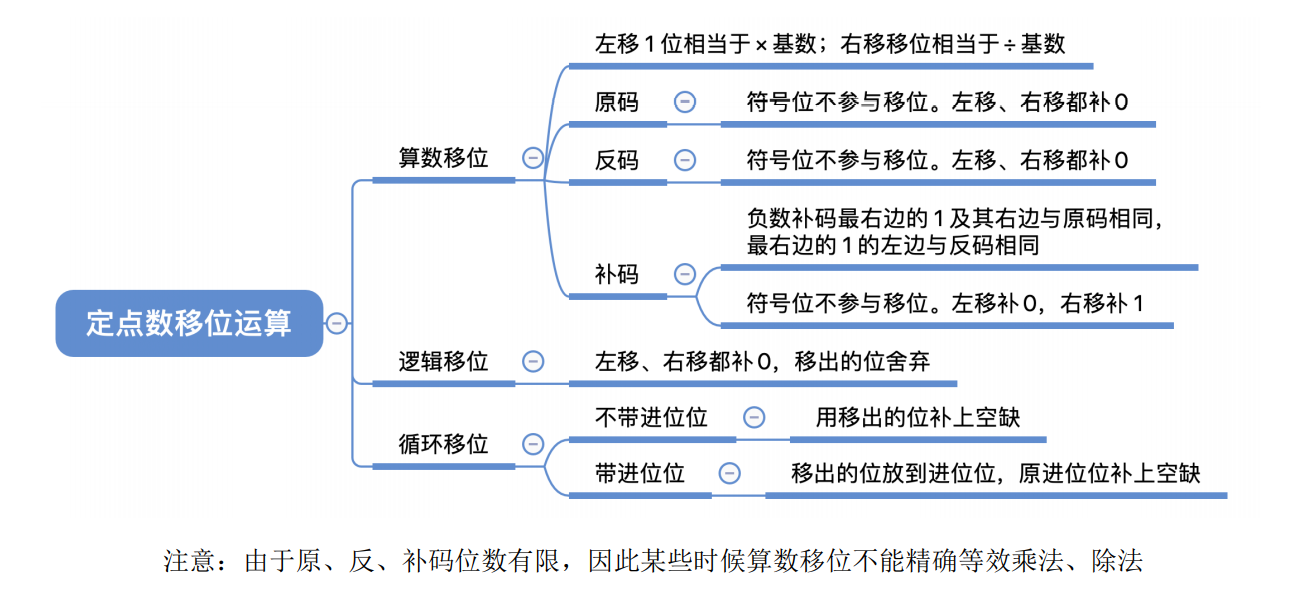 左移1位相当于×基数；右移移位相当于÷基数
原码
符号位不参与移位。左移、右移都补0
算数移位
反码
符号位不参与移位。左移、右移都补0
负数补码最右边的1及其右边与原码相同，
最右边的1的左边与反码相同
补码
符号位不参与移位。左移补0，右移补1
定点数移位运算
逻辑移位
左移、右移都补0，移出的位舍弃
循环移位
不带进位位
用移出的位补上空缺
带进位位
移出的位放到进位位，原进位位补上空缺
注意：由于原、反、补码位数有限，因此某些时候算数移位不能精确等效乘法、除法